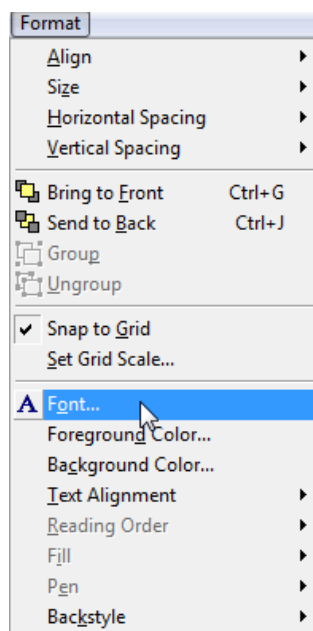 Format
Align
Size
Horizontal Spacing
Vertical Spacing
Bring to Front Ctrl+G
Send to Back Ctrl+J
Group
Ungroup
Snap to Grid
Set Grid Scale...
A Font...
Foreground Color...
Background Color...
Text Alignment
Reading Order
Fill
Pen
Backstyle